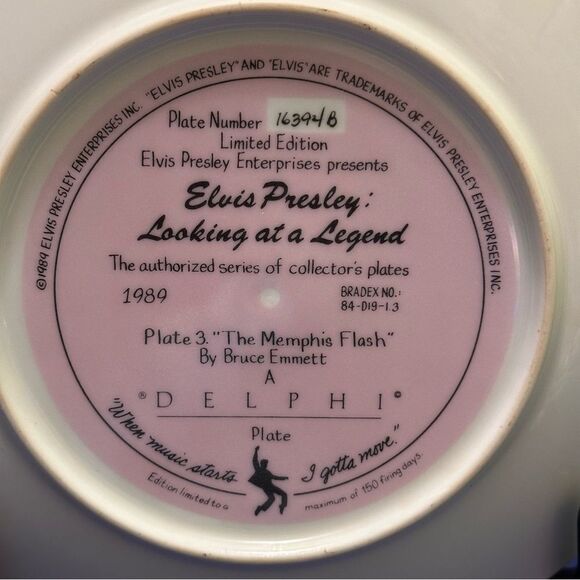 ©1989 ELVIS PRESLEY ENTERPRISES INC. "ELVIS PRESLEY" AND "ELVIS" ARE TRADEMARKS OF ELVIS PRESLEY ENTERPRISES INC.
Plate Number 16394/B
Limited Edition
Elvis Presley Enterprises presents
Elvis Presley:
Looking at a Legend
The authorized series of collector's plates
1989
BRADEX NO.:
84-D19-1.3
Plate 3. "The Memphis Flash"
By Bruce Emmett
A
® DELPHI ©
Plate
"When music starts I gotta move."
Edition limited to a maximum of 150 firing days.